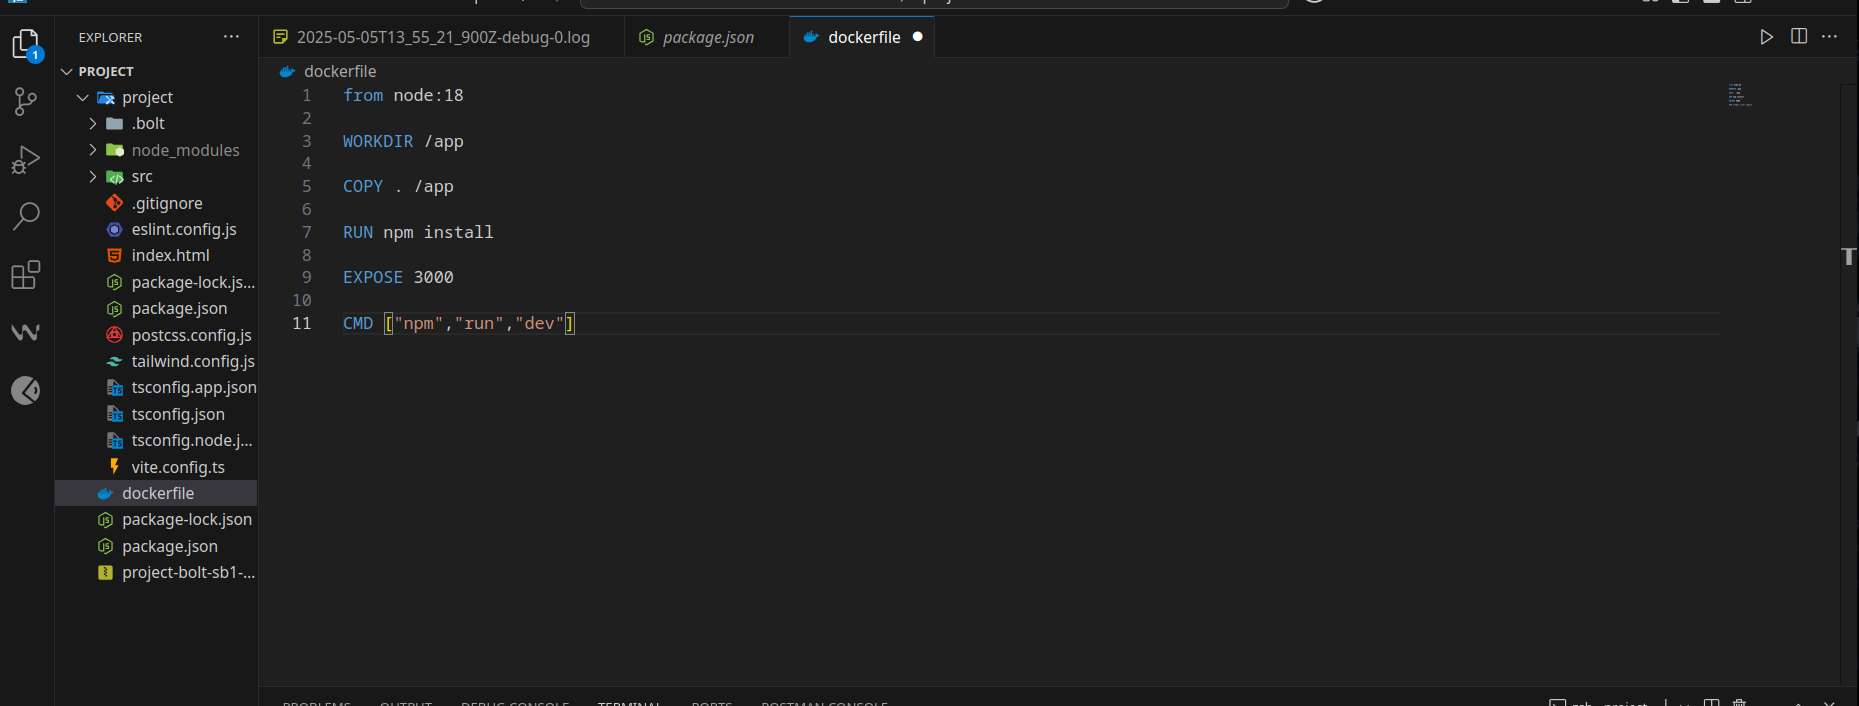 EXPLORER
PROJECT
project
.bolt
node_modules
src
.gitignore
eslint.config.js
index.html
package-lock.js...
package.json
postcss.config.js
tailwind.config.js
tsconfig.app.json
tsconfig.json
tsconfig.node.j...
vite.config.ts
dockerfile
package-lock.json
package.json
project-bolt-sb1-...
1
2025-05-05T13_55_21_900Z-debug-0.log
package.json
dockerfile
dockerfile
1 from node:18
2
3 WORKDIR /app
4
5 COPY . /app
6
7 RUN npm install
8
9 EXPOSE 3000
10
11 CMD ["npm","run","dev"]
PROBLEMS OUTPUT DEBUG CONSOLE TERMINAL PORTS POSTMAN CONSOLE
zsh - project